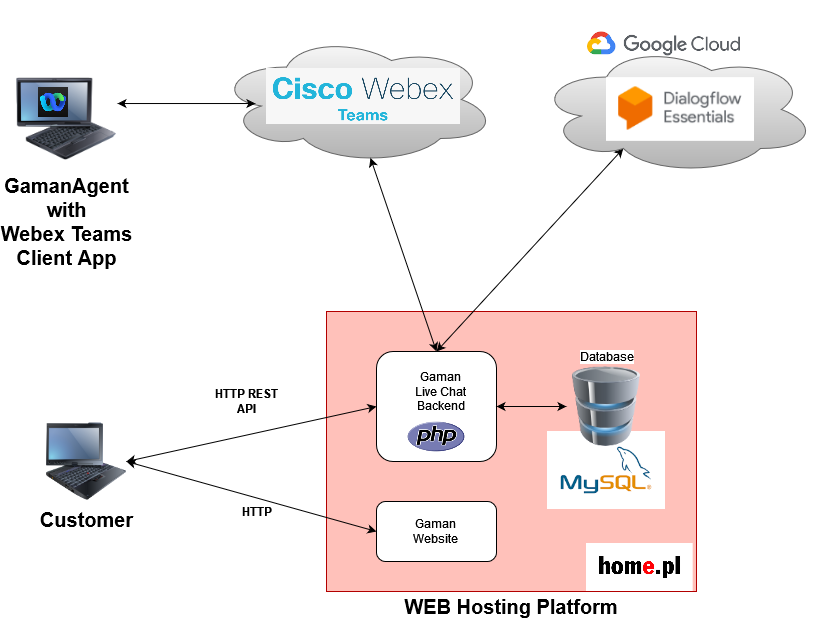 Google Cloud
Cisco Webex
Teams
Dialogflow
Essentials
GamanAgent
with
Webex Teams
Client App
Database
Gaman
Live Chat
Backend
php
HTTP REST
API
MySQL®
Customer
HTTP
Gaman
Website
home.pl
WEB Hosting Platform